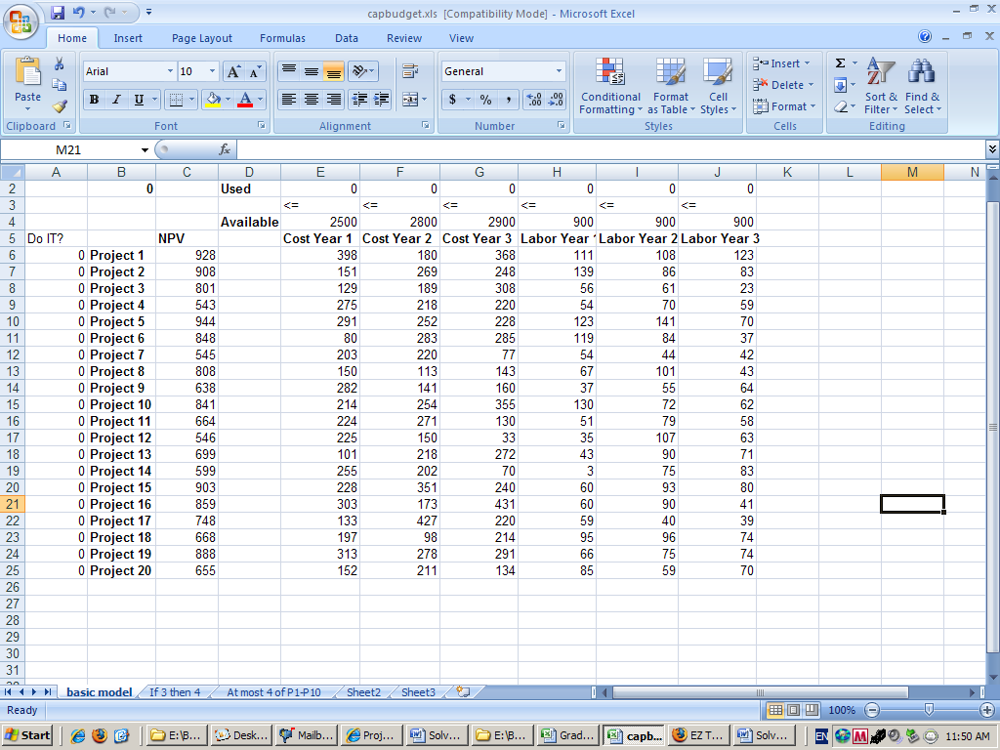 capbudget.xls [Compatibility Mode] - Microsoft Excel
Home Insert Page Layout Formulas Data Review View
Paste Arial 10 A A General Conditional Formatting Format as Table Cell Styles Insert Delete Format Sort & Filter Find & Select
B I U A $ % , .00 .00
Clipboard Font Alignment Number Styles Cells Editing
M21 fx
A B C D E F G H I J K L M N
2 0 Used 0 0 0 0 0 0
3 <= <= <= <= <= <=
4 Available 2500 2800 2900 900 900 900
5 Do IT? NPV Cost Year 1 Cost Year 2 Cost Year 3 Labor Year 1 Labor Year 2 Labor Year 3
6 0 Project 1 928 398 180 368 111 108 123
7 0 Project 2 908 151 269 248 139 86 83
8 0 Project 3 801 129 189 308 56 61 23
9 0 Project 4 543 275 218 220 54 70 59
10 0 Project 5 944 291 252 228 123 141 70
11 0 Project 6 848 80 283 285 119 84 37
12 0 Project 7 545 203 220 77 54 44 42
13 0 Project 8 808 150 113 143 67 101 43
14 0 Project 9 638 282 141 160 37 55 64
15 0 Project 10 841 214 254 355 130 72 62
16 0 Project 11 664 224 271 130 51 79 58
17 0 Project 12 546 225 150 33 35 107 63
18 0 Project 13 699 101 218 272 43 90 71
19 0 Project 14 599 255 202 70 3 75 83
20 0 Project 15 903 228 351 240 60 93 80
21 0 Project 16 859 303 173 431 60 90 41
22 0 Project 17 748 133 427 220 59 40 39
23 0 Project 18 668 197 98 214 95 96 74
24 0 Project 19 888 313 278 291 66 75 74
25 0 Project 20 655 152 211 134 85 59 70
26
27
28
29
30
31
basic model If 3 then 4 At most 4 of P1-P10 Sheet2 Sheet3
Ready 100%
Start E:\B... Desk... Mailb... Proj... Solv... E:\B... Grad... capb... EZ T... Solv... EN 11:50 AM